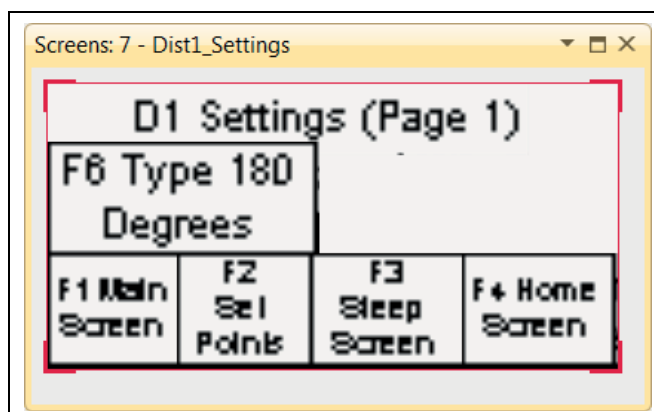 Screens: 7 - Dist1_Settings
D1 Settings (Page 1)
F6 Type 180
Degrees
F1 Main
Screen
F2
Set
Points
F3
Sleep
Screen
F4 Home
Screen